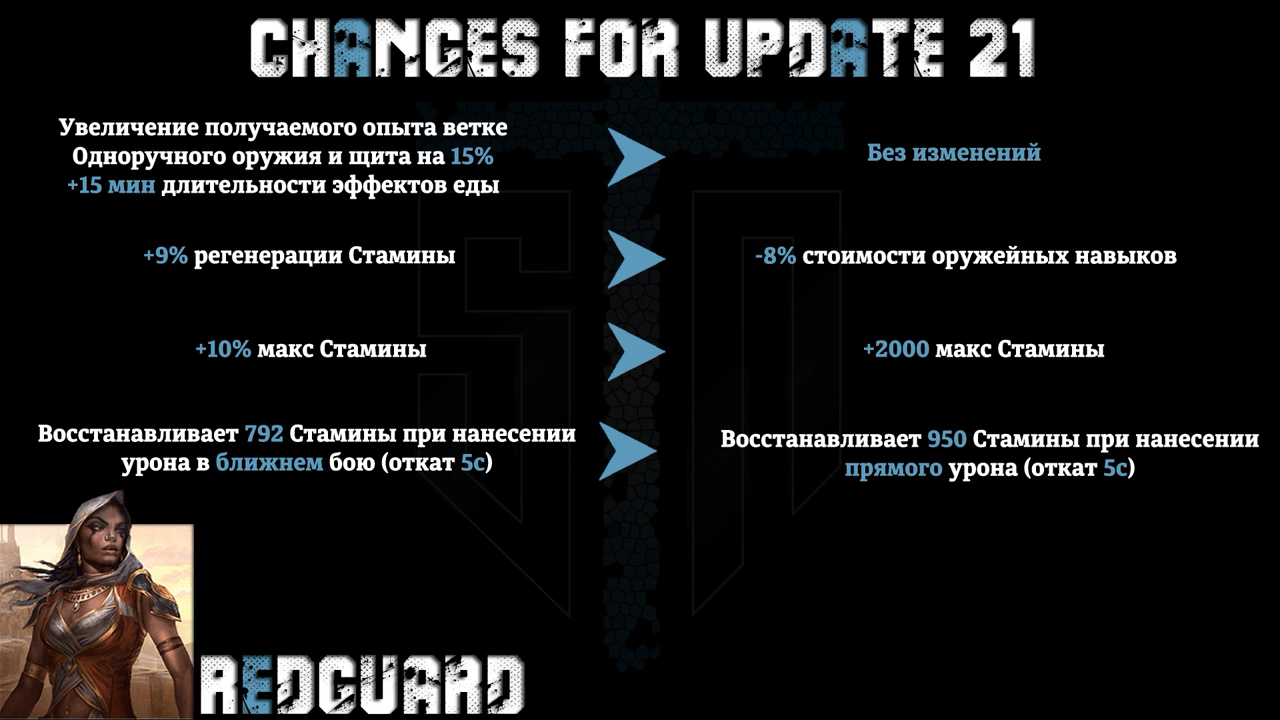 CHANGES FOR UPDATE 21
Увеличение получаемого опыта ветке
Одноручного оружия и щита на 15%
+15 мин длительности эффектов еды
Без изменений
+9% регенерации Стамины
-8% стоимости оружейных навыков
+10% макс Стамины
+2000 макс Стамины
Восстанавливает 792 Стамины при нанесении
урона в ближнем бою (откат 5с)
Восстанавливает 950 Стамины при нанесении
прямого урона (откат 5с)
REDGUARD